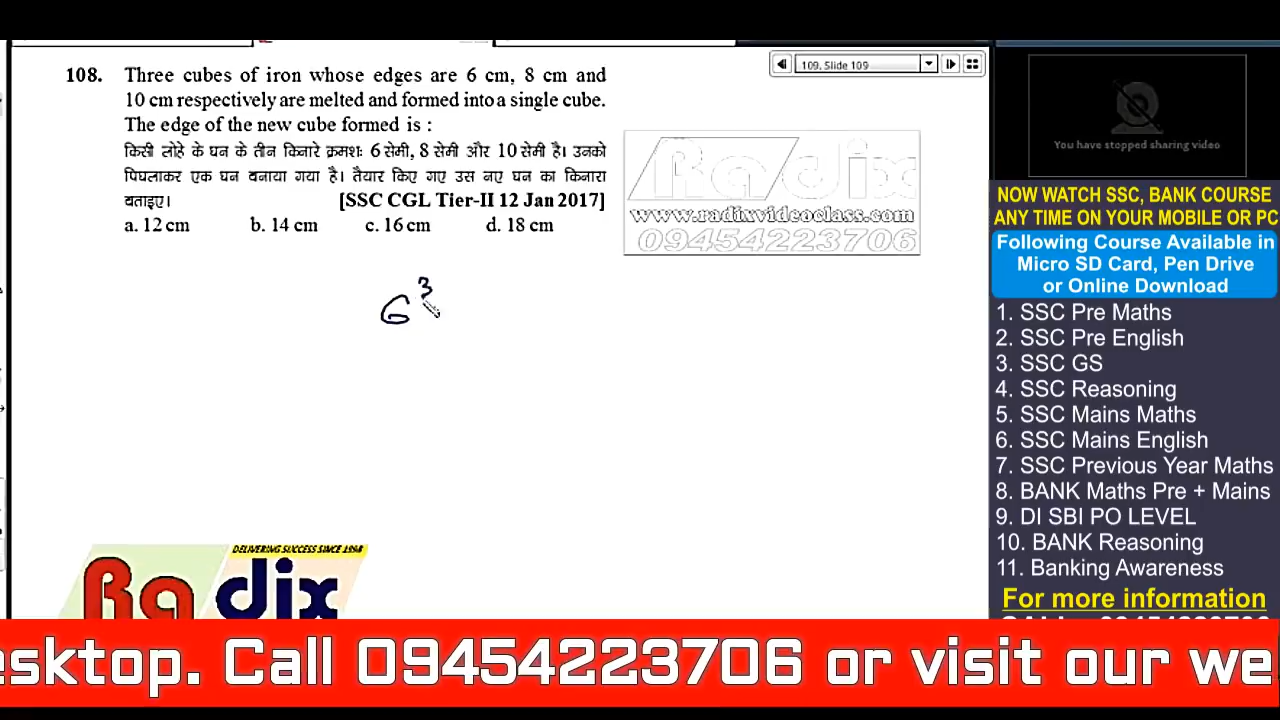 109. Slide 109
108. Three cubes of iron whose edges are 6 cm, 8 cm and
10 cm respectively are melted and formed into a single cube.
The edge of the new cube formed is :
किसी लोहे के घन के तीन किनारे क्रमशः 6 सेमी, 8 सेमी और 10 सेमी है। उनको
पिघलाकर एक घन बनाया गया है। तैयार किए गए उस नए घन का किनारा
बताइए। [SSC CGL Tier-II 12 Jan 2017]
a. 12 cm b. 14 cm c. 16 cm d. 18 cm
Radix
www.radixvideoclass.com
09454223706
6³
You have stopped sharing video
NOW WATCH SSC, BANK COURSE
ANY TIME ON YOUR MOBILE OR PC
Following Course Available in
Micro SD Card, Pen Drive
or Online Download
1. SSC Pre Maths
2. SSC Pre English
3. SSC GS
4. SSC Reasoning
5. SSC Mains Maths
6. SSC Mains English
7. SSC Previous Year Maths
8. BANK Maths Pre + Mains
9. DI SBI PO LEVEL
10. BANK Reasoning
11. Banking Awareness
For more information
DELIVERING SUCCESS SINCE 1998
Radix
esktop. Call 09454223706 or visit our we